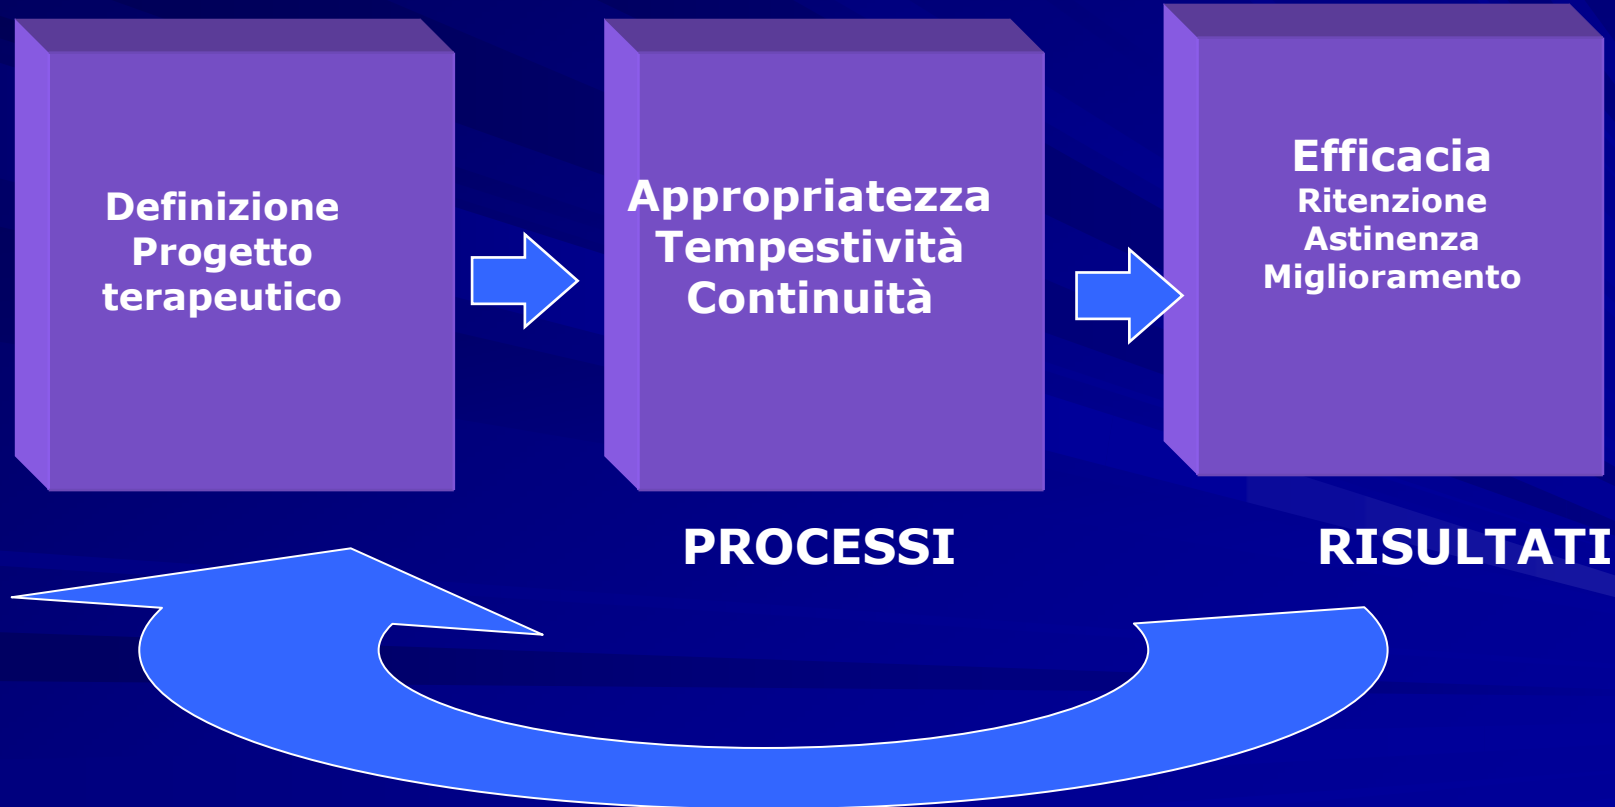 Definizione
Progetto
terapeutico
Appropriatezza
Tempestività
Continuità
Efficacia
Ritenzione
Astinenza
Miglioramento
PROCESSI
RISULTATI